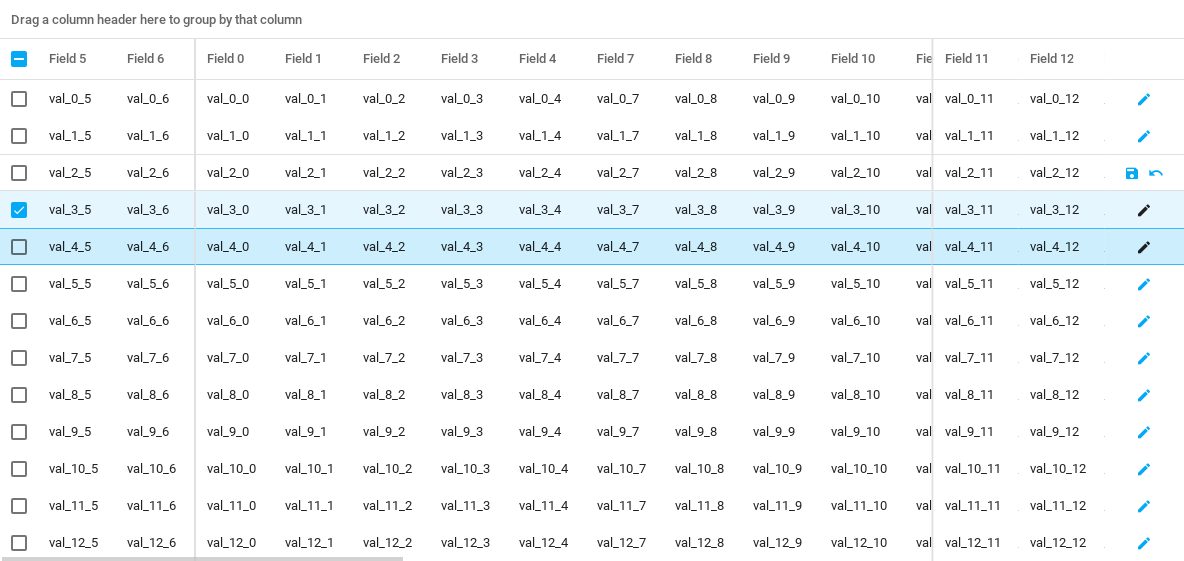 Drag a column header here to group by that column
Field 5 Field 6 Field 0 Field 1 Field 2 Field 3 Field 4 Field 7 Field 8 Field 9 Field 10 Fie Field 11 Field 12
val_0_5 val_0_6 val_0_0 val_0_1 val_0_2 val_0_3 val_0_4 val_0_7 val_0_8 val_0_9 val_0_10 val val_0_11 val_0_12
val_1_5 val_1_6 val_1_0 val_1_1 val_1_2 val_1_3 val_1_4 val_1_7 val_1_8 val_1_9 val_1_10 val val_1_11 val_1_12
val_2_5 val_2_6 val_2_0 val_2_1 val_2_2 val_2_3 val_2_4 val_2_7 val_2_8 val_2_9 val_2_10 val val_2_11 val_2_12
val_3_5 val_3_6 val_3_0 val_3_1 val_3_2 val_3_3 val_3_4 val_3_7 val_3_8 val_3_9 val_3_10 val val_3_11 val_3_12
val_4_5 val_4_6 val_4_0 val_4_1 val_4_2 val_4_3 val_4_4 val_4_7 val_4_8 val_4_9 val_4_10 val val_4_11 val_4_12
val_5_5 val_5_6 val_5_0 val_5_1 val_5_2 val_5_3 val_5_4 val_5_7 val_5_8 val_5_9 val_5_10 val val_5_11 val_5_12
val_6_5 val_6_6 val_6_0 val_6_1 val_6_2 val_6_3 val_6_4 val_6_7 val_6_8 val_6_9 val_6_10 val val_6_11 val_6_12
val_7_5 val_7_6 val_7_0 val_7_1 val_7_2 val_7_3 val_7_4 val_7_7 val_7_8 val_7_9 val_7_10 val val_7_11 val_7_12
val_8_5 val_8_6 val_8_0 val_8_1 val_8_2 val_8_3 val_8_4 val_8_7 val_8_8 val_8_9 val_8_10 val val_8_11 val_8_12
val_9_5 val_9_6 val_9_0 val_9_1 val_9_2 val_9_3 val_9_4 val_9_7 val_9_8 val_9_9 val_9_10 val val_9_11 val_9_12
val_10_5 val_10_6 val_10_0 val_10_1 val_10_2 val_10_3 val_10_4 val_10_7 val_10_8 val_10_9 val_10_10 val val_10_11 val_10_12
val_11_5 val_11_6 val_11_0 val_11_1 val_11_2 val_11_3 val_11_4 val_11_7 val_11_8 val_11_9 val_11_10 val val_11_11 val_11_12
val_12_5 val_12_6 val_12_0 val_12_1 val_12_2 val_12_3 val_12_4 val_12_7 val_12_8 val_12_9 val_12_10 val val_12_11 val_12_12